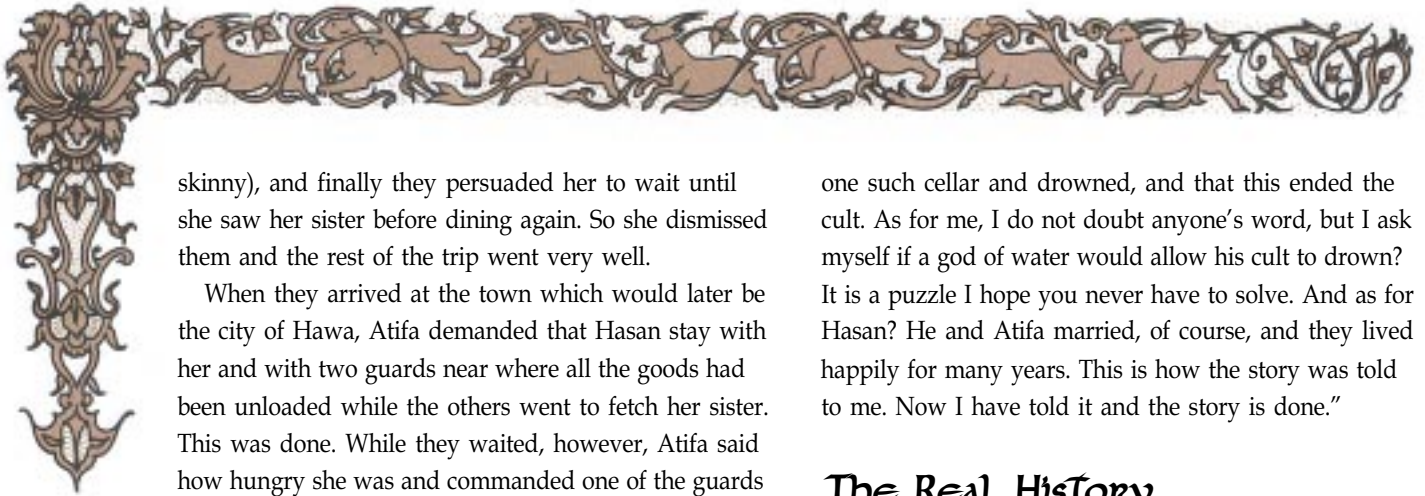 skinny), and finally they persuaded her to wait until
she saw her sister before dining again. So she dismissed
them and the rest of the trip went very well.
When they arrived at the town which would later be
the city of Hawa, Atifa demanded that Hasan stay with
her and with two guards near where all the goods had
been unloaded while the others went to fetch her sister.
This was done. While they waited, however, Atifa said
how hungry she was and commanded one of the guards
one such cellar and drowned, and that this ended the
cult. As for me, I do not doubt anyone’s word, but I ask
myself if a god of water would allow his cult to drown?
It is a puzzle I hope you never have to solve. And as for
Hasan? He and Atifa married, of course, and they lived
happily for many years. This is how the story was told
to me. Now I have told it and the story is done.”
The Real History